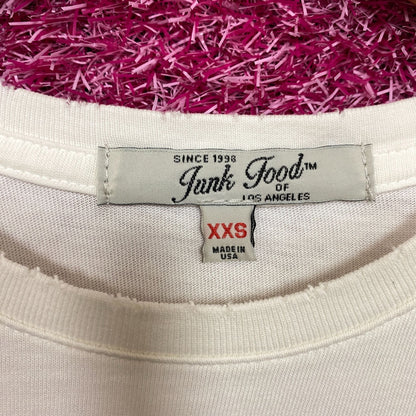 SINCE 1998
Junk Food™
OF
LOS ANGELES
XXS
MADE IN
USA